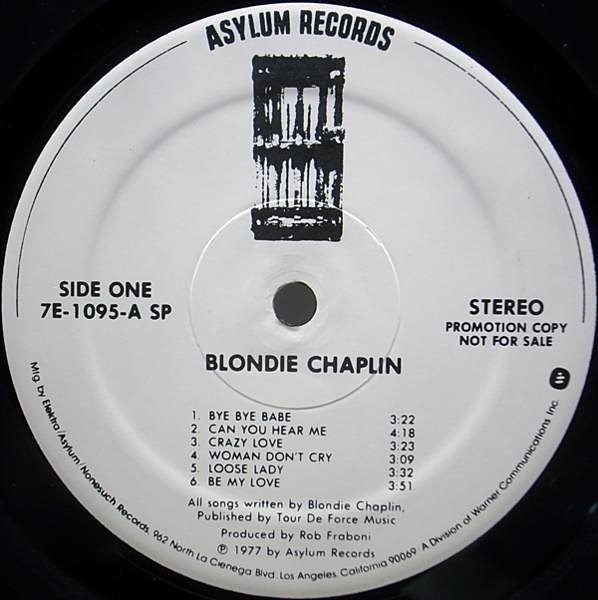 ASYLUM RECORDS
SIDE ONE
7E-1095-A SP
STEREO
PROMOTION COPY
NOT FOR SALE
BLONDIE CHAPLIN
1. BYE BYE BABE 3:22
2. CAN YOU HEAR ME 4:18
3. CRAZY LOVE 3:23
4. WOMAN DON'T CRY 3:09
5. LOOSE LADY 3:32
6. BE MY LOVE 3:51
All songs written by Blondie Chaplin,
Published by Tour De Force Music
Produced by Rob Fraboni
℗ 1977 by Asylum Records
Mfg. by Elektra/Asylum/Nonesuch Records, 962 North La Cienega Blvd., Los Angeles, California 90069 A Division of Warner Communications Inc.